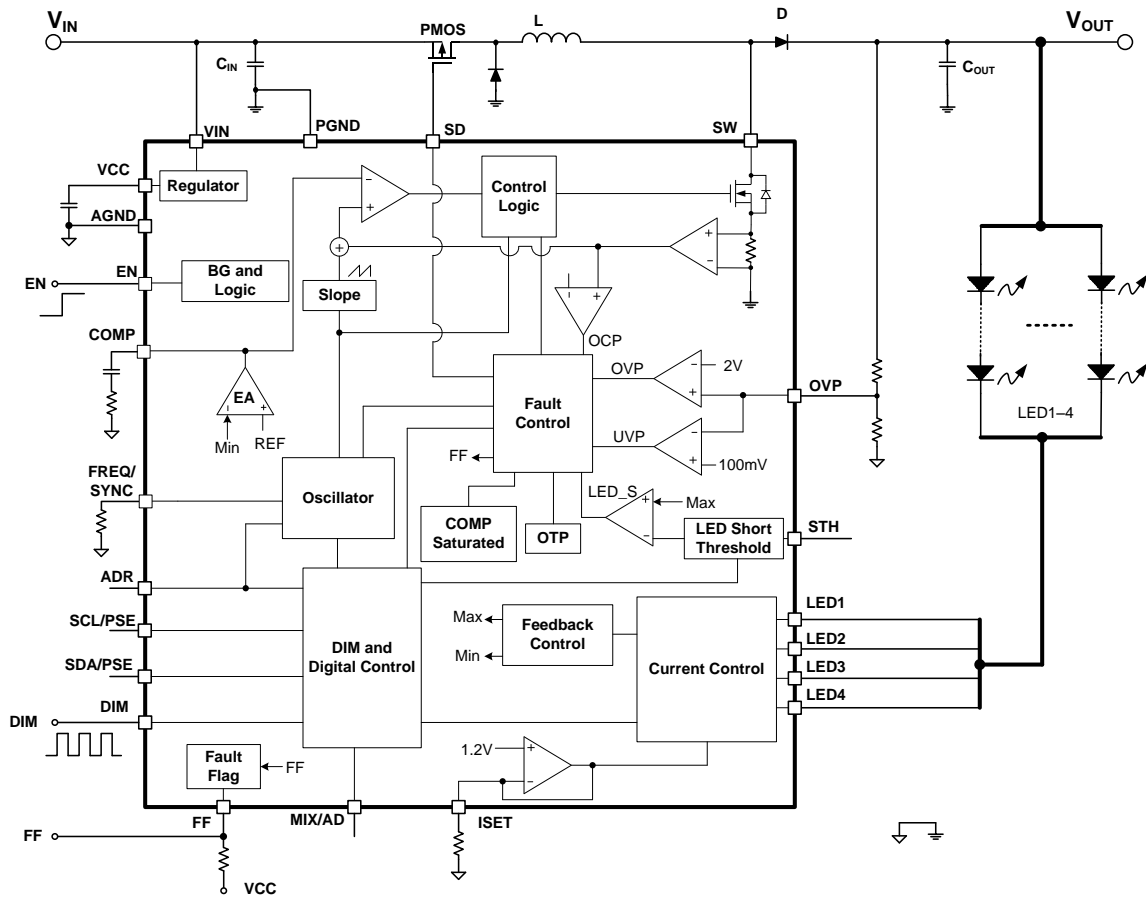 VIN
PMOS
L
D
VOUT
CIN
COUT
VIN
PGND
SD
SW
VCC
Regulator
AGND
Control
Logic
−
+
+
+
−
EN
EN
BG and
Logic
Slope
−
+
OCP
COMP
EA
−
+
Min
REF
OVP
−
+
2V
OVP
Fault
Control
UVP
−
+
100mV
FF
LED1–4
FREQ/
SYNC
Oscillator
LED_S
+
−
Max
COMP
Saturated
OTP
LED Short
Threshold
STH
ADR
SCL/PSE
SDA/PSE
DIM
DIM
DIM and
Digital Control
Max
Min
Feedback
Control
Current Control
LED1
LED2
LED3
LED4
1.2V
+
−
Fault
Flag
FF
FF
MIX/AD
ISET
FF
VCC